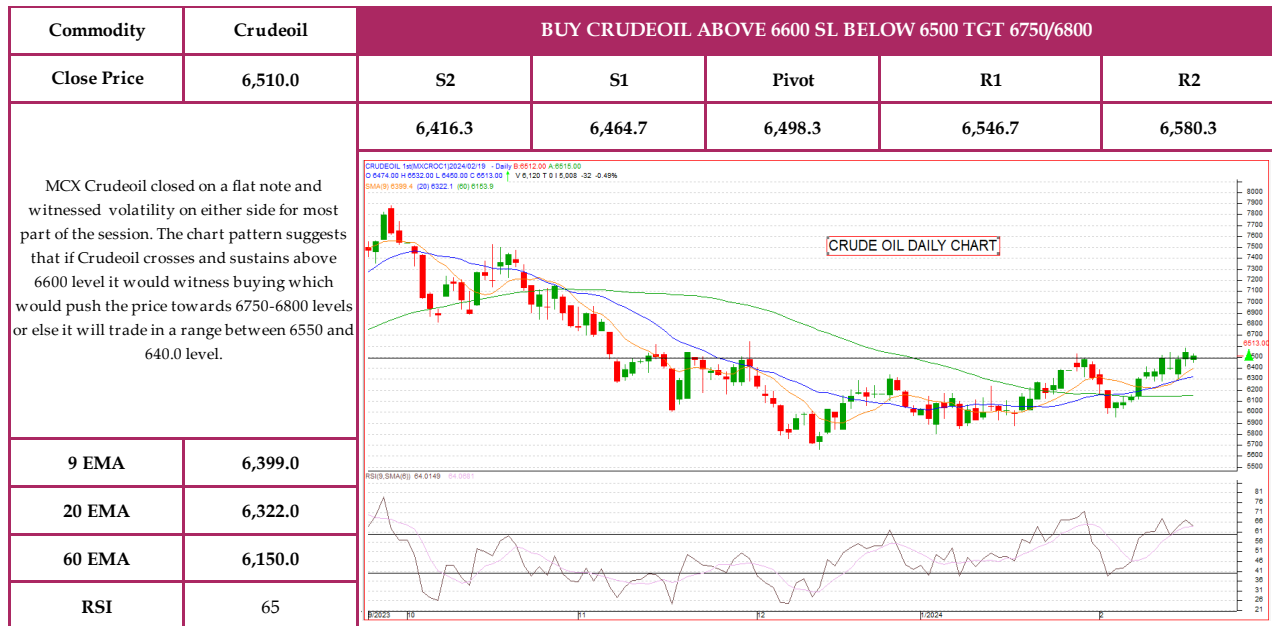 Commodity Crudeoil BUY CRUDEOIL ABOVE 6600 SL BELOW 6500 TGT 6750/6800
Close Price 6,510.0 S2 S1 Pivot R1 R2
6,416.3 6,464.7 6,498.3 6,546.7 6,580.3
MCX Crudeoil closed on a flat note and
witnessed volatility on either side for most
part of the session. The chart pattern suggests
that if Crudeoil crosses and sustains above
6600 level it would witness buying which
would push the price towards 6750-6800 levels
or else it will trade in a range between 6550 and
640.0 level.
9 EMA 6,399.0
20 EMA 6,322.0
60 EMA 6,150.0
RSI 65
CRUDEOIL 1st(MXCROC1)2024/02/19 - Daily B:6512.00 A:6515.00
O 6474.00 H 6532.00 L 6460.00 C 6513.00 V 6,120 T 0 I 5,008 -32 -0.49%
SMA(9) 6399.4 (20) 6322.1 (60) 6153.9
CRUDE OIL DAILY CHART
8000
7900
7800
7700
7600
7500
7400
7300
7200
7100
7000
6900
6800
6700
6600
6513.00
6400
6300
6200
6100
6000
5900
5800
5700
5600
5500
RSI(9,SMA(6)) 64.0149
81
76
71
66
61
56
51
46
41
36
31
26
21
9/2023 10 11 12 1/2024 2